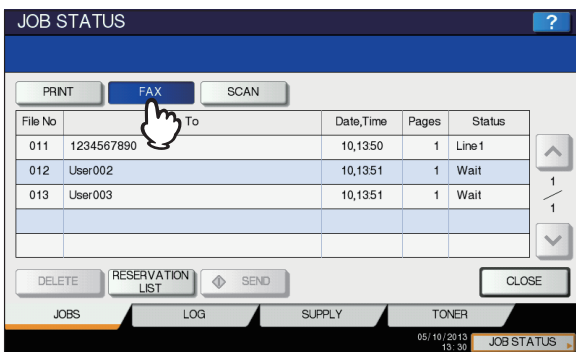 JOB STATUS ?
PRINT FAX SCAN
File No To Date,Time Pages Status
011 1234567890 10,13:50 1 Line1
012 User002 10,13:51 1 Wait
013 User003 10,13:51 1 Wait
1
1
DELETE RESERVATION LIST SEND CLOSE
JOBS LOG SUPPLY TONER
05/10/2013
13:30 JOB STATUS